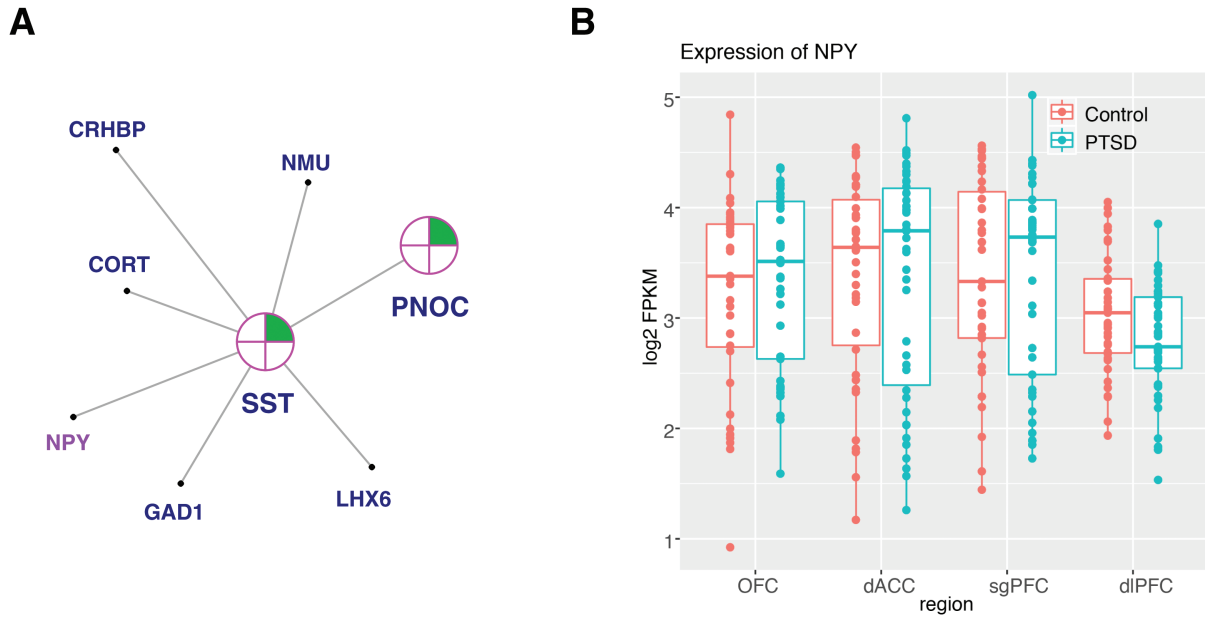 A
CRHBP
NMU
CORT
PNOC
SST
NPY
GAD1
LHX6
B
Expression of NPY
Control
PTSD
log2 FPKM
5
4
3
2
1
OFC
dACC
sgPFC
dlPFC
region